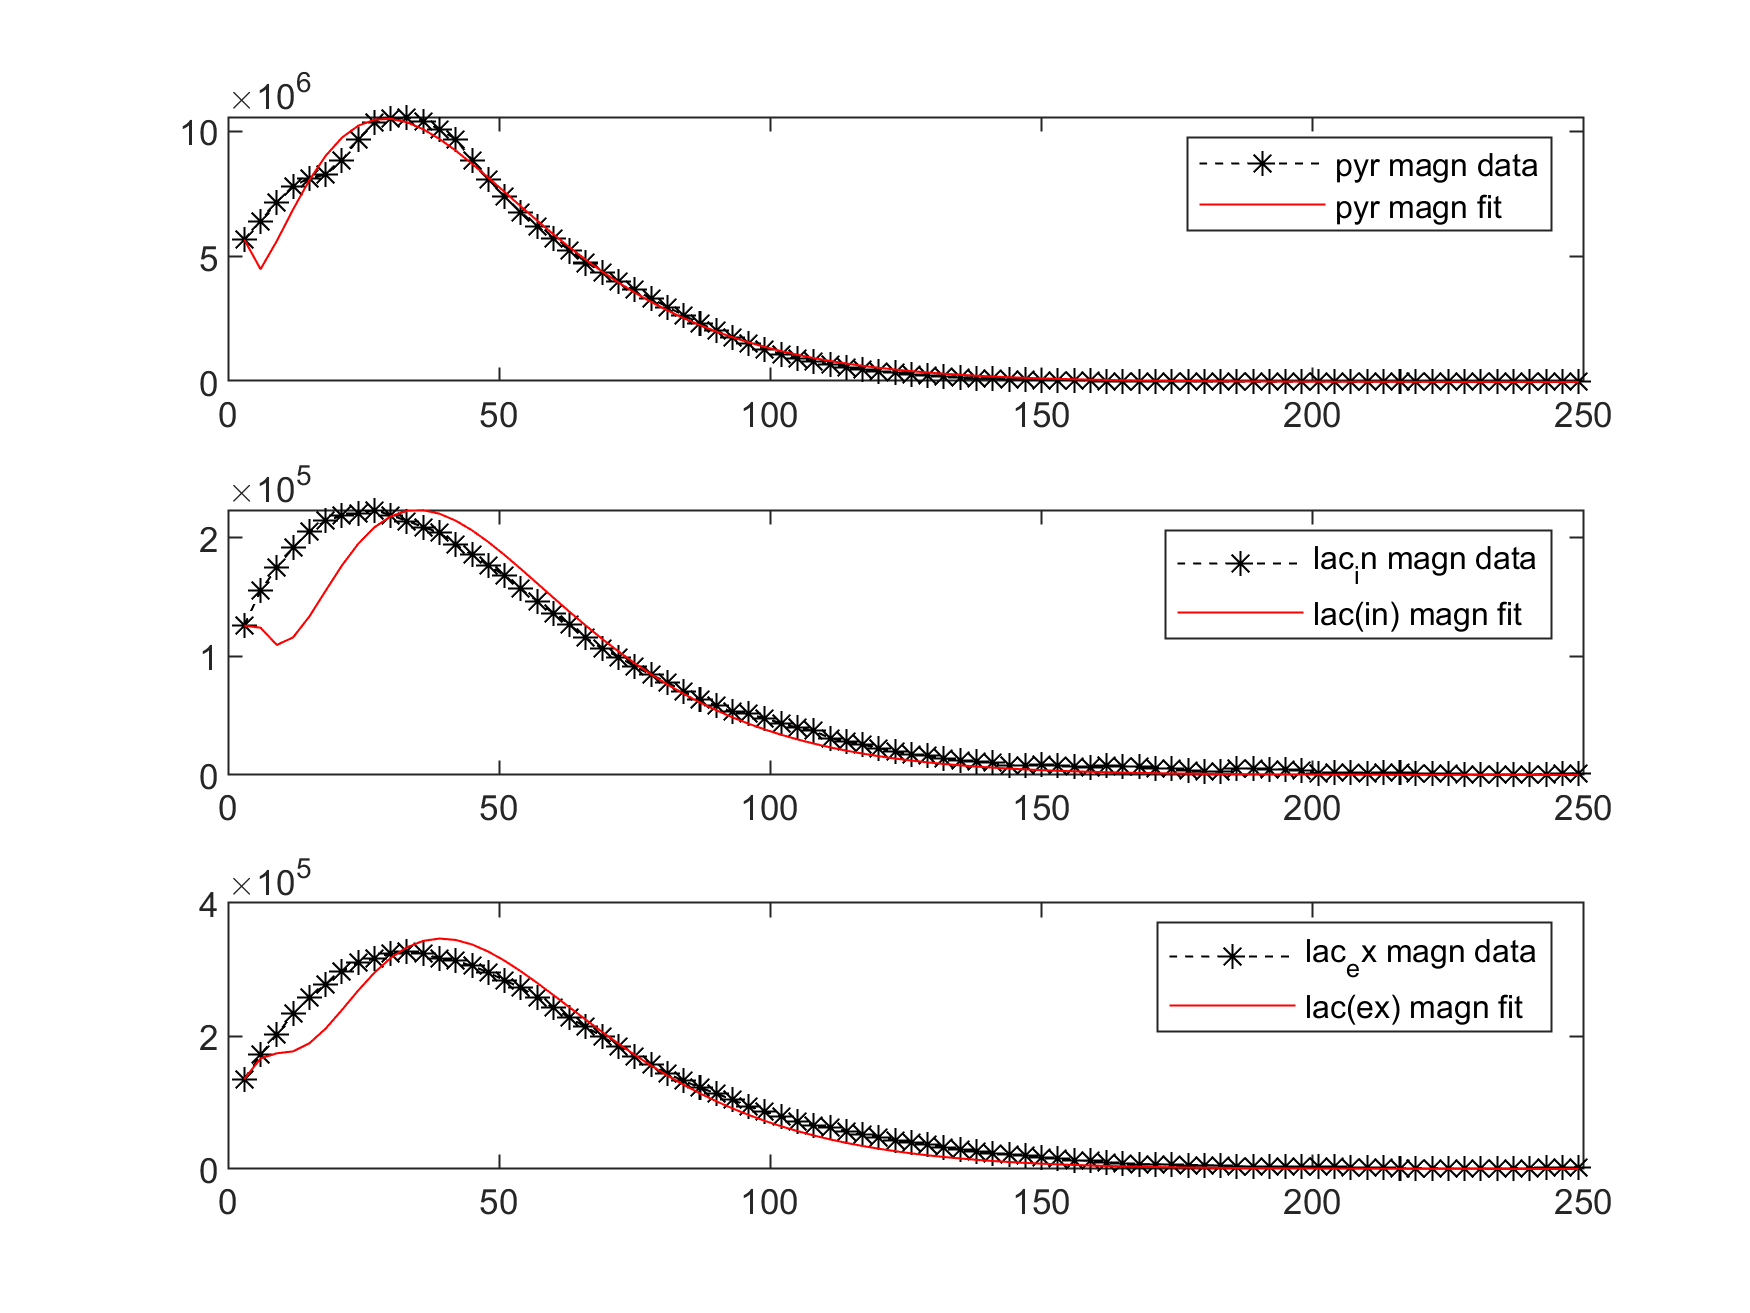 ×10⁶
10
5
0
0 50 100 150 200 250
pyr magn data
pyr magn fit
×10⁵
2
1
0
0 50 100 150 200 250
lacᵢn magn data
lac(in) magn fit
×10⁵
4
2
0
0 50 100 150 200 250
lacₑx magn data
lac(ex) magn fit